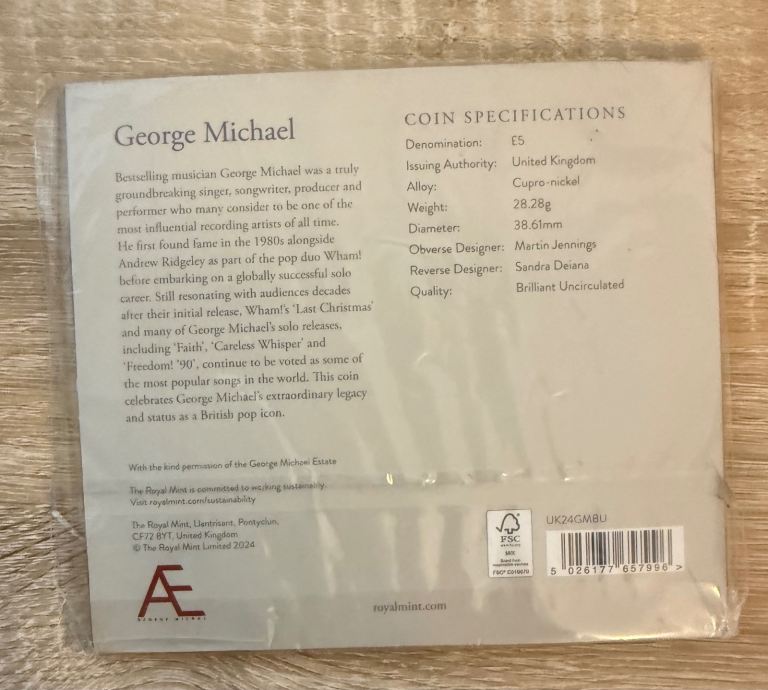 George Michael
Bestselling musician George Michael was a truly
groundbreaking singer, songwriter, producer and
performer who many consider to be one of the
most influential recording artists of all time.
He first found fame in the 1980s alongside
Andrew Ridgeley as part of the pop duo Wham!
before embarking on a globally successful solo
career. Still resonating with audiences decades
after their initial release, Wham!'s 'Last Christmas'
and many of George Michael's solo releases,
including 'Faith', 'Careless Whisper' and
'Freedom! '90', continue to be voted as some of
the most popular songs in the world. This coin
celebrates George Michael's extraordinary legacy
and status as a British pop icon.
With the kind permission of the George Michael Estate
The Royal Mint is committed to working sustainably.
Visit royalmint.com/sustainability
The Royal Mint, Llantrisant, Pontyclun,
CF72 8YT, United Kingdom
© The Royal Mint Limited 2024
COIN SPECIFICATIONS
Denomination: £5
Issuing Authority: United Kingdom
Alloy: Cupro-nickel
Weight: 28.28g
Diameter: 38.61mm
Obverse Designer: Martin Jennings
Reverse Designer: Sandra Deiana
Quality: Brilliant Uncirculated
FSC
MIX
UK24GMBU
5 026177 657996 >
royalmint.com